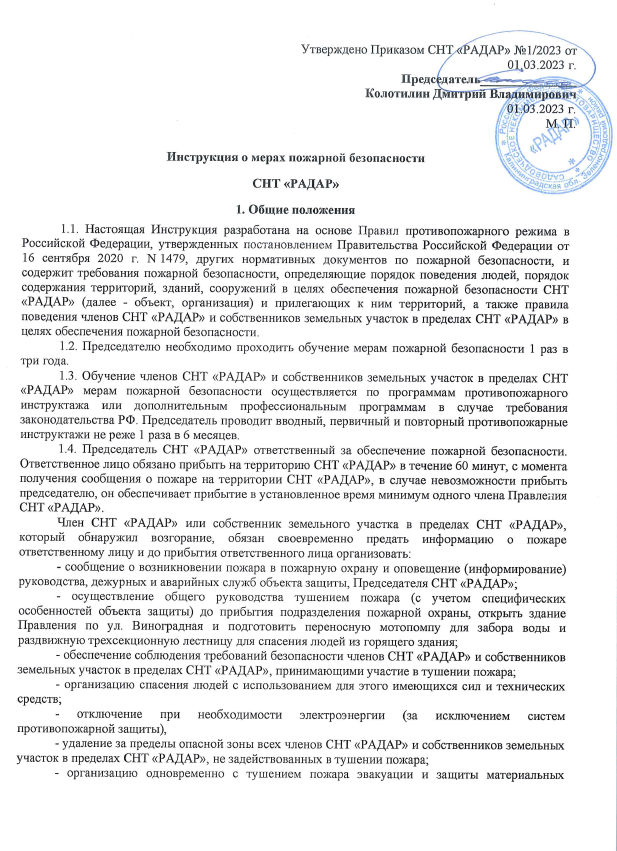 Утверждено Приказом СНТ «РАДАР» №1/2023 от
01.03.2023 г.
Председатель
Колотилин Дмитрий Владимирович
01.03.2023 г.
М. П.
«РАДАР»
Инструкция о мерах пожарной безопасности
СНТ «РАДАР»
1. Общие положения
1.1. Настоящая Инструкция разработана на основе Правил противопожарного режима в
Российской Федерации, утвержденных постановлением Правительства Российской Федерации от
16 сентября 2020 г. N 1479, других нормативных документов по пожарной безопасности, и
содержит требования пожарной безопасности, определяющие порядок поведения людей, порядок
содержания территорий, зданий, сооружений в целях обеспечения пожарной безопасности СНТ
«РАДАР» (далее - объект, организация) и прилегающих к ним территорий, а также правила
поведения членов СНТ «РАДАР» и собственников земельных участок в пределах СНТ «РАДАР» в
целях обеспечения пожарной безопасности.
1.2. Председателю необходимо проходить обучение мерам пожарной безопасности 1 раз в
три года.
1.3. Обучение членов СНТ «РАДАР» и собственников земельных участок в пределах СНТ
«РАДАР» мерам пожарной безопасности осуществляется по программам противопожарного
инструктажа или дополнительным профессиональным программам в случае требования
законодательства РФ. Председатель проводит вводный, первичный и повторный противопожарные
инструктажи не реже 1 раза в 6 месяцев.
1.4. Председатель СНТ «РАДАР» ответственный за обеспечение пожарной безопасности.
Ответственное лицо обязано прибыть на территорию СНТ «РАДАР» в течение 60 минут, с момента
получения сообщения о пожаре на территории СНТ «РАДАР», в случае невозможности прибыть
председателю, он обеспечивает прибытие в установленное время минимум одного члена Правления
СНТ «РАДАР».
Член СНТ «РАДАР» или собственник земельного участка в пределах СНТ «РАДАР»,
который обнаружил возгорание, обязан своевременно предать информацию о пожаре
ответственному лицу и до прибытия ответственного лица организовать:
- сообщение о возникновении пожара в пожарную охрану и оповещение (информирование)
руководства, дежурных и аварийных служб объекта защиты, Председателя СНТ «РАДАР»;
- осуществление общего руководства тушением пожара (с учетом специфических
особенностей объекта защиты) до прибытия подразделения пожарной охраны, открыть здание
Правления по ул. Виноградная и подготовить переносную мотопомпу для забора воды и
раздвижную трехсекционную лестницу для спасения людей из горящего здания;
- обеспечение соблюдения требований безопасности членов СНТ «РАДАР» и собственников
земельных участок в пределах СНТ «РАДАР», принимающими участие в тушении пожара;
- организацию спасения людей с использованием для этого имеющихся сил и технических
средств;
- отключение при необходимости электроэнергии (за исключением систем
противопожарной защиты),
- удаление за пределы опасной зоны всех членов СНТ «РАДАР» и собственников земельных
участок в пределах СНТ «РАДАР», не задействованных в тушении пожара;
- организацию одновременно с тушением пожара эвакуации и защиты материальных